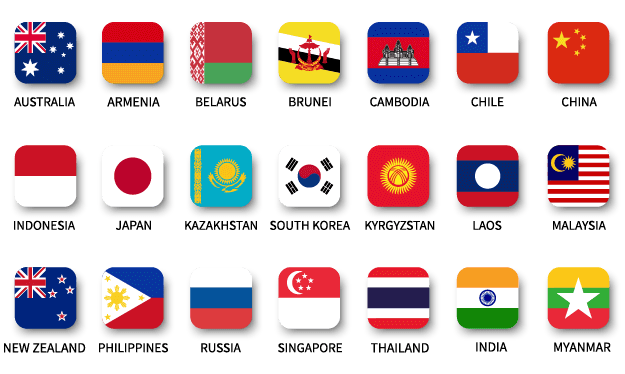 AUSTRALIA ARMENIA BELARUS BRUNEI CAMBODIA CHILE CHINA
INDONESIA JAPAN KAZAKHSTAN SOUTH KOREA KYRGYZSTAN LAOS MALAYSIA
NEW ZEALAND PHILIPPINES RUSSIA SINGAPORE THAILAND INDIA MYANMAR